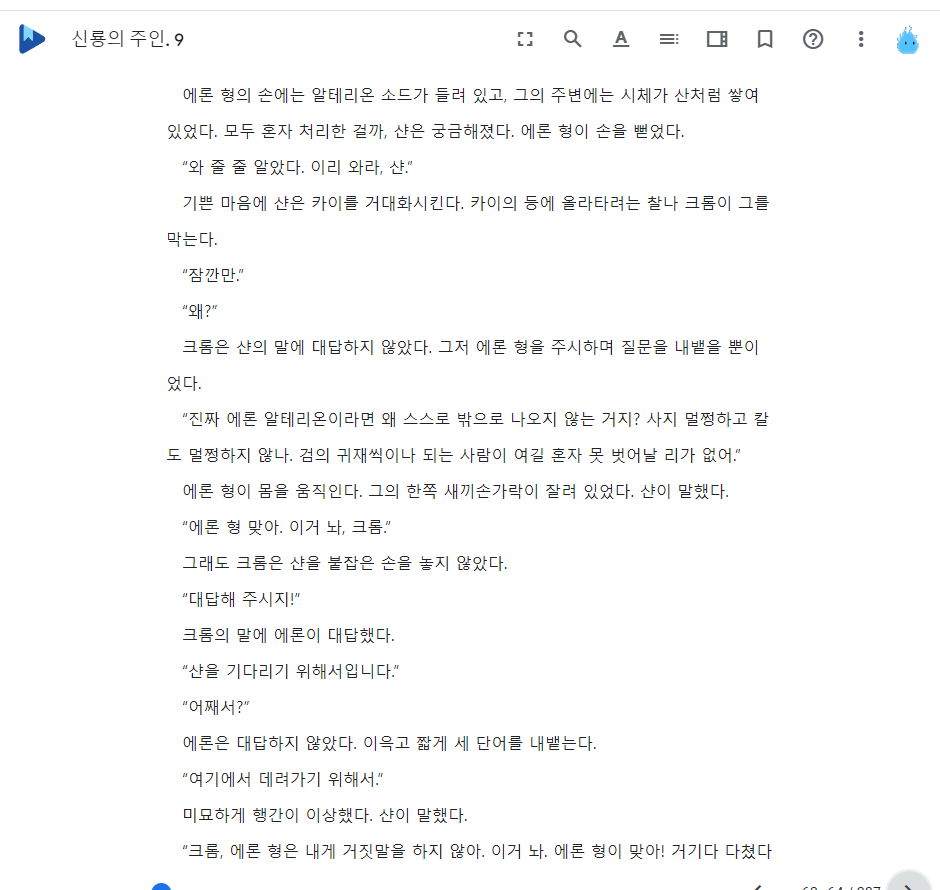 신룡의 주인. 9
에론 형의 손에는 알테리온 소드가 들려 있고, 그의 주변에는 시체가 산처럼 쌓여
있었다. 모두 혼자 처리한 걸까, 샨은 궁금해졌다. 에론 형이 손을 뻗었다.
“와 줄 줄 알았다. 이리 와라, 샨.”
기쁜 마음에 샨은 카이를 거대화시킨다. 카이의 등에 올라타려는 찰나 크롬이 그를
막는다.
“잠깐만.”
“왜?”
크롬은 샨의 말에 대답하지 않았다. 그저 에론 형을 주시하며 질문을 내뱉을 뿐이
었다.
“진짜 에론 알테리온이라면 왜 스스로 밖으로 나오지 않는 거지? 사지 멀쩡하고 칼
도 멀쩡하지 않나. 검의 귀재씩이나 되는 사람이 여길 혼자 못 벗어날 리가 없어.”
에론 형이 몸을 움직인다. 그의 한쪽 새끼손가락이 잘려 있었다. 샨이 말했다.
“에론 형 맞아. 이거 놔, 크롬.”
그래도 크롬은 샨을 붙잡은 손을 놓지 않았다.
“대답해 주시지!”
크롬의 말에 에론이 대답했다.
“샨을 기다리기 위해서입니다.”
“어째서?”
에론은 대답하지 않았다. 이윽고 짧게 세 단어를 내뱉는다.
“여기에서 데려가기 위해서.”
미묘하게 행간이 이상했다. 샨이 말했다.
“크롬, 에론 형은 내게 거짓말을 하지 않아. 이거 놔. 에론 형이 맞아! 거기다 다쳤다